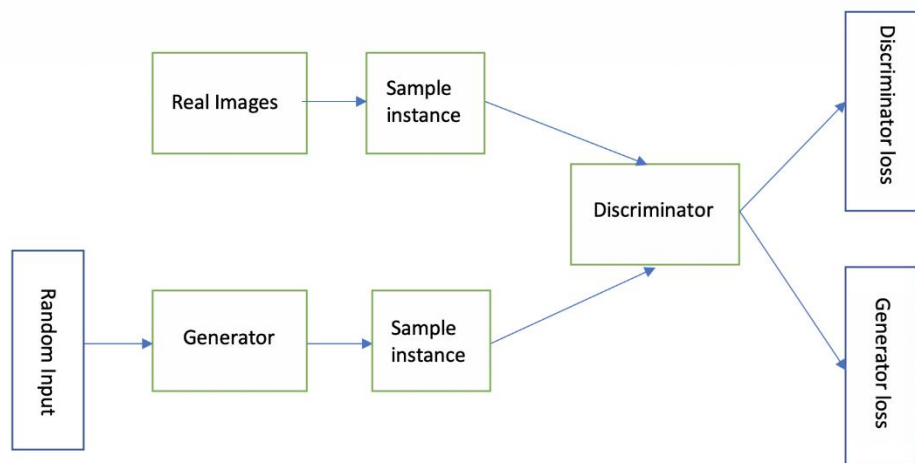 Real Images
Sample
instance
Discriminator loss
Discriminator
Random Input
Generator
Sample
instance
Generator loss